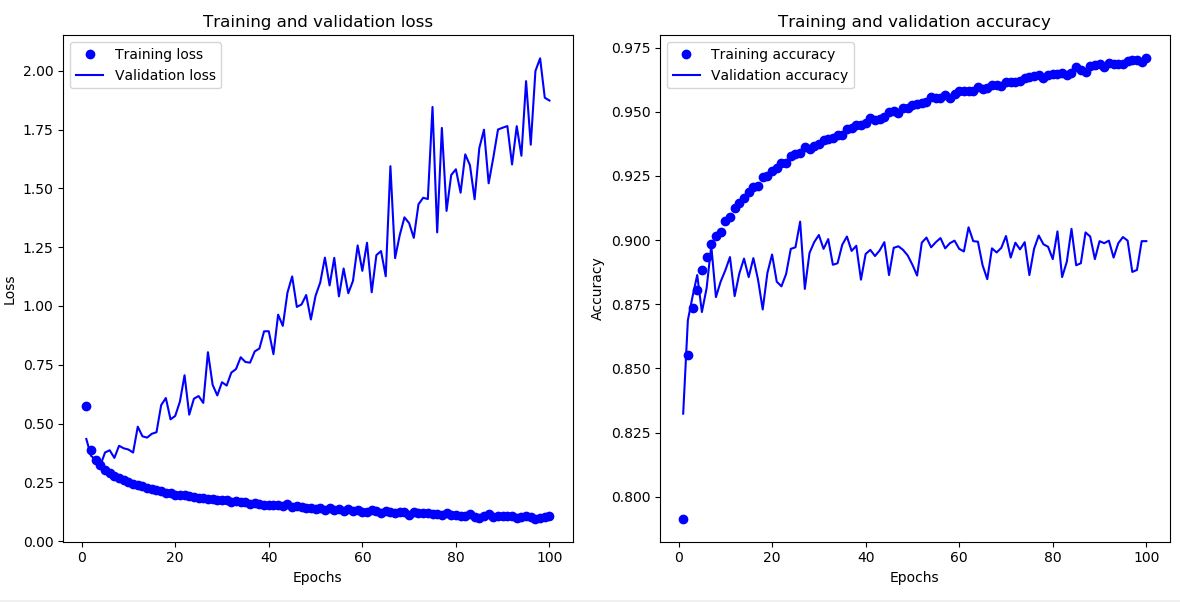 Training and validation loss
Training loss
Validation loss
2.00
1.75
1.50
1.25
1.00
0.75
0.50
0.25
0.00
Loss
0 20 40 60 80 100
Epochs
Training and validation accuracy
Training accuracy
Validation accuracy
0.975
0.950
0.925
0.900
0.875
0.850
0.825
0.800
Accuracy
0 20 40 60 80 100
Epochs